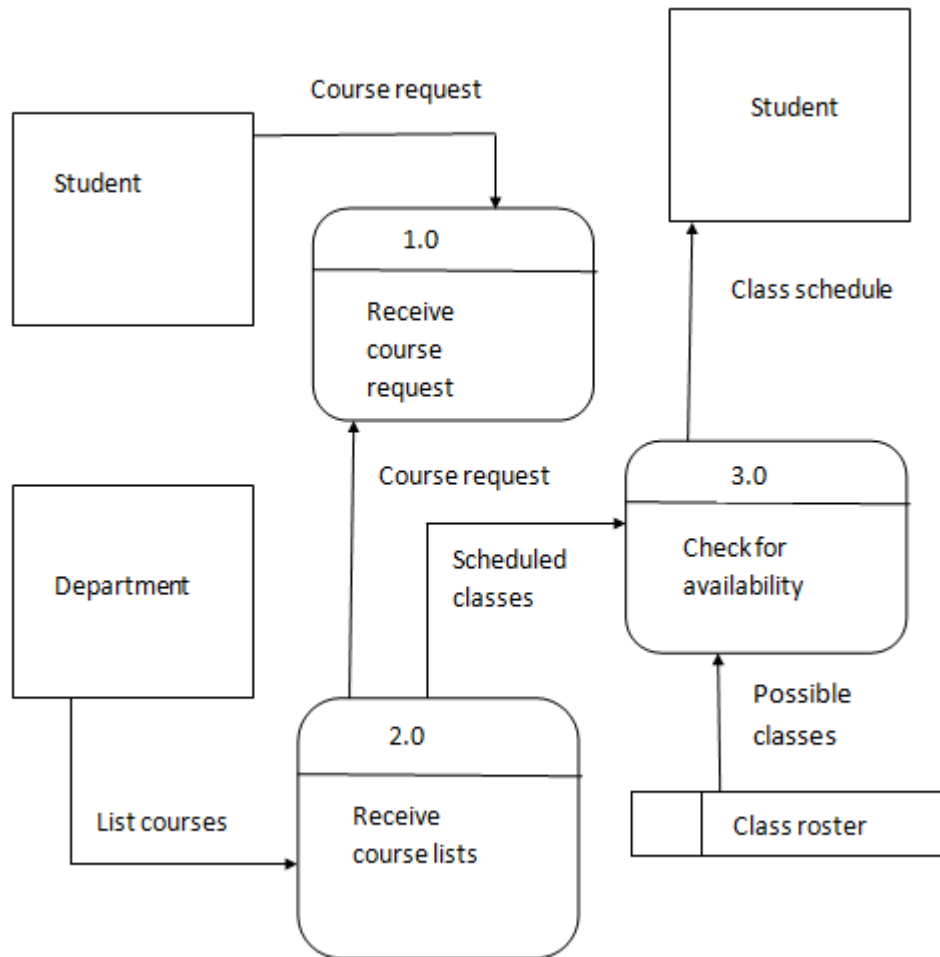 Course request
Student
Student
1.0
Class schedule
Receive
course
request
Course request
3.0
Scheduled
classes
Check for
availability
Department
Possible
classes
2.0
List courses
Receive
course lists
Class roster